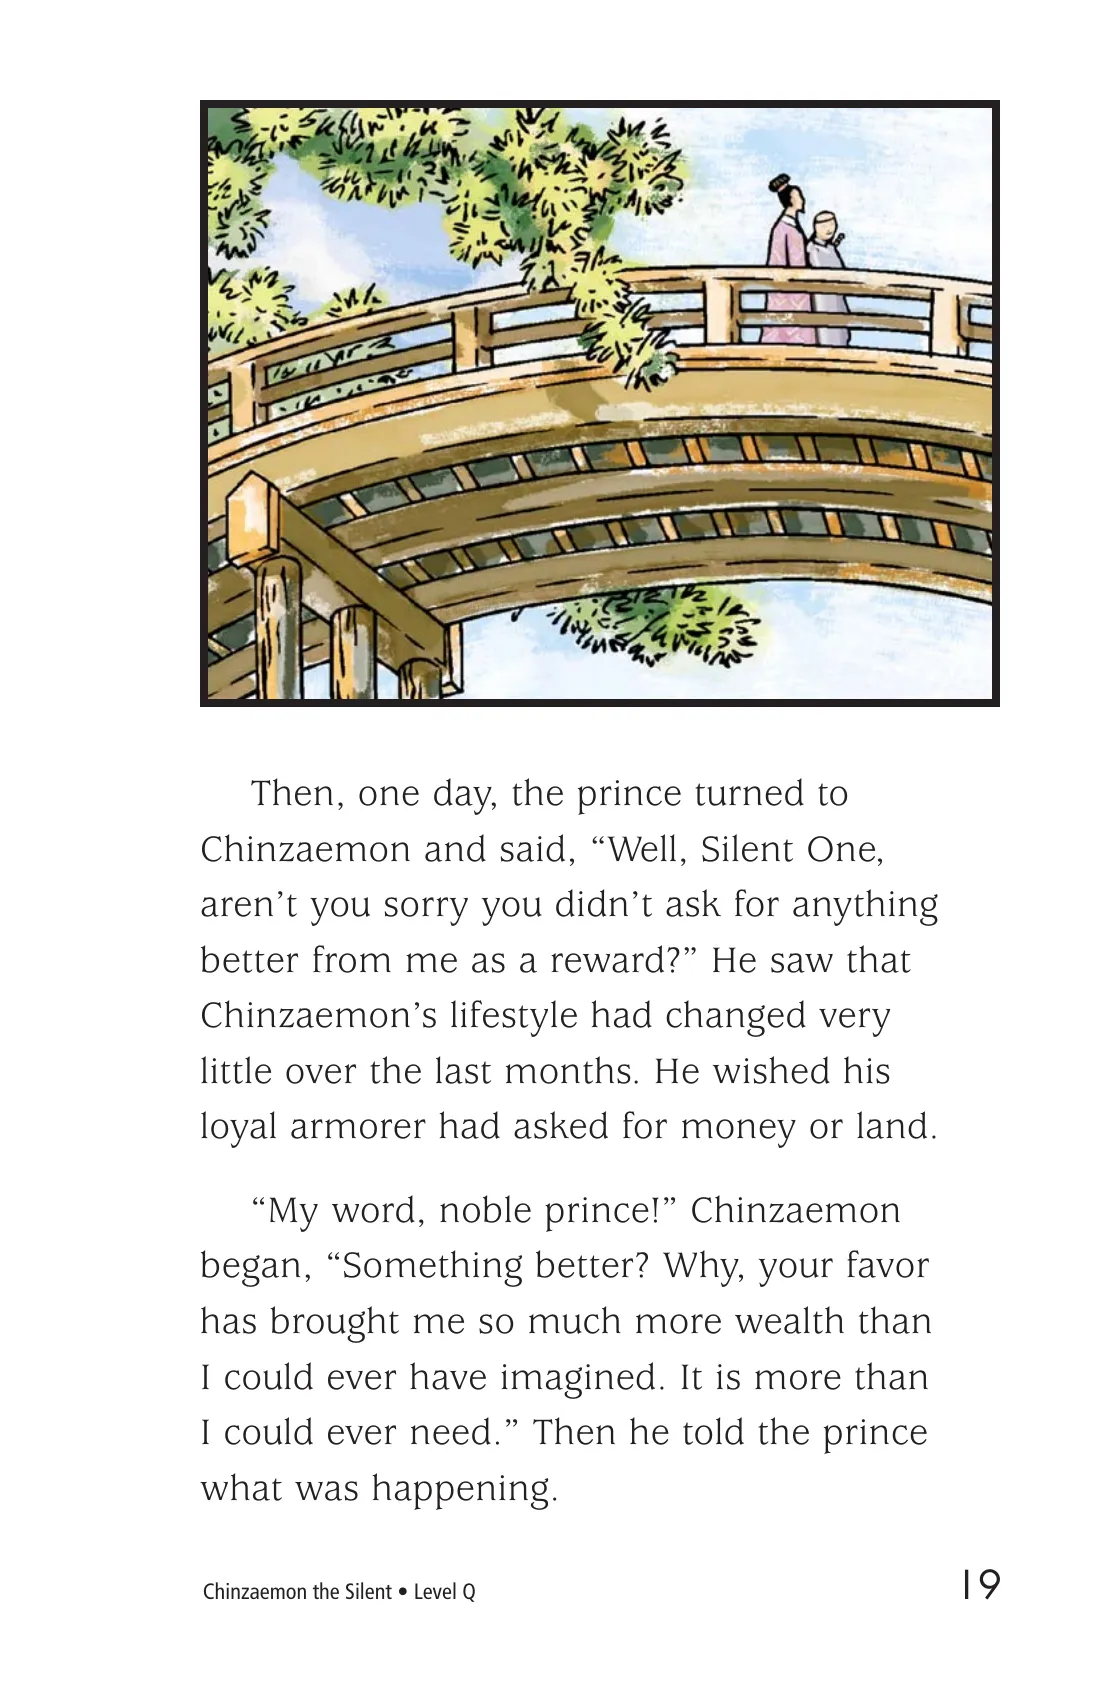 Then, one day, the prince turned to
Chinzaemon and said, “Well, Silent One,
aren’t you sorry you didn’t ask for anything
better from me as a reward?” He saw that
Chinzaemon’s lifestyle had changed very
little over the last months. He wished his
loyal armorer had asked for money or land.
“My word, noble prince!” Chinzaemon
began, “Something better? Why, your favor
has brought me so much more wealth than
I could ever have imagined. It is more than
I could ever need.” Then he told the prince
what was happening.
Chinzaemon the Silent • Level Q
19